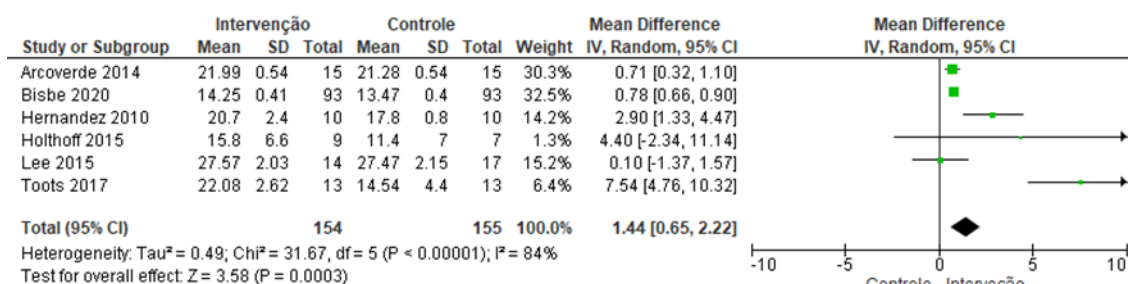 Intervenção Controle Mean Difference Mean Difference
Study or Subgroup Mean SD Total Mean SD Total Weight IV, Random, 95% CI IV, Random, 95% CI
Arcoverde 2014 21.99 0.54 15 21.28 0.54 15 30.3% 0.71 [0.32, 1.10]
Bisbe 2020 14.25 0.41 93 13.47 0.4 93 32.5% 0.78 [0.66, 0.90]
Hernandez 2010 20.7 2.4 10 17.8 0.8 10 14.2% 2.90 [1.33, 4.47]
Holthoff 2015 15.8 6.6 9 11.4 7 7 1.3% 4.40 [-2.34, 11.14]
Lee 2015 27.57 2.03 14 27.47 2.15 17 15.2% 0.10 [-1.37, 1.57]
Toots 2017 22.08 2.62 13 14.54 4.4 13 6.4% 7.54 [4.76, 10.32]
Total (95% CI) 154 155 100.0% 1.44 [0.65, 2.22]
Heterogeneity: Tau² = 0.49; Chi² = 31.67, df = 5 (P < 0.00001); I² = 84%
Test for overall effect: Z = 3.58 (P = 0.0003)
-10 -5 0 5 10
Controle Interveção